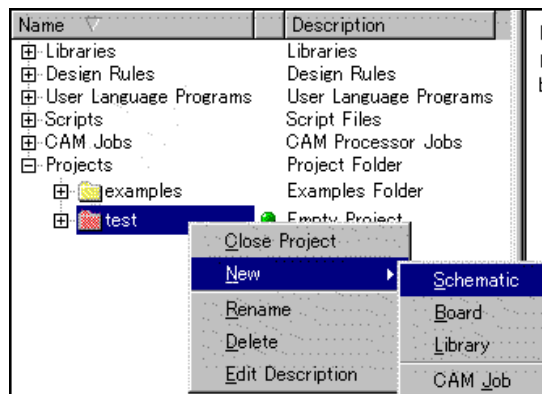 Name Description
Libraries Libraries
Design Rules Design Rules
User Language Programs User Language Programs
Scripts Script Files
CAM Jobs CAM Processor Jobs
Projects Project Folder
examples Examples Folder
test Empty Project
Close Project
New Schematic
Board
Rename
Library
Delete
Edit Description CAM Job